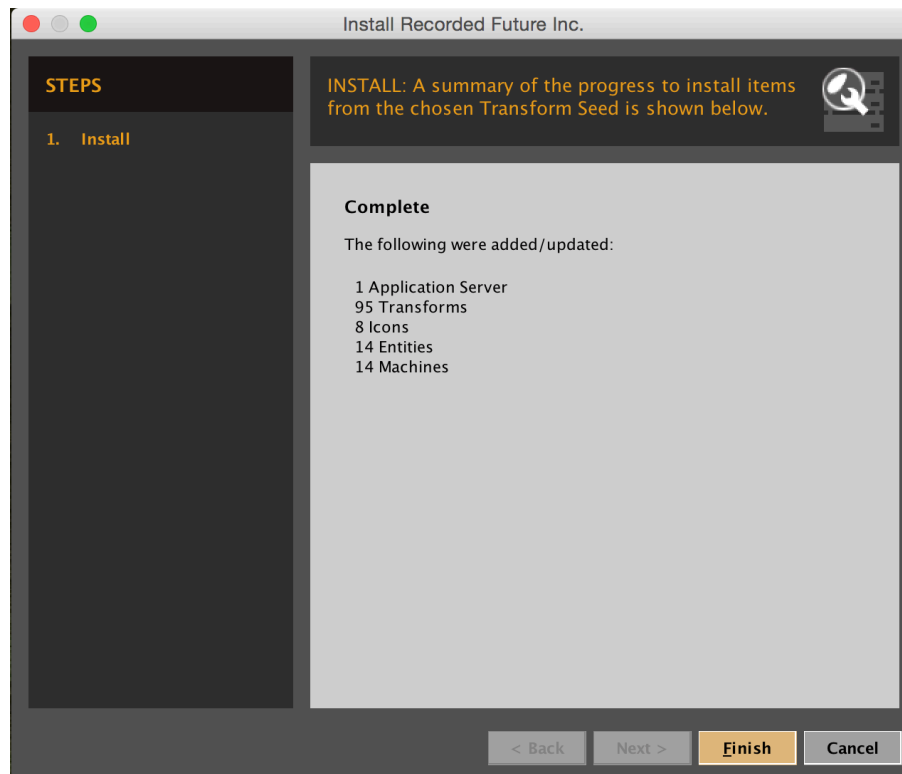 Install Recorded Future Inc.
STEPS
1. Install
INSTALL: A summary of the progress to install items
from the chosen Transform Seed is shown below.
Complete
The following were added/updated:
1 Application Server
95 Transforms
8 Icons
14 Entities
14 Machines
< Back
Next >
Finish
Cancel